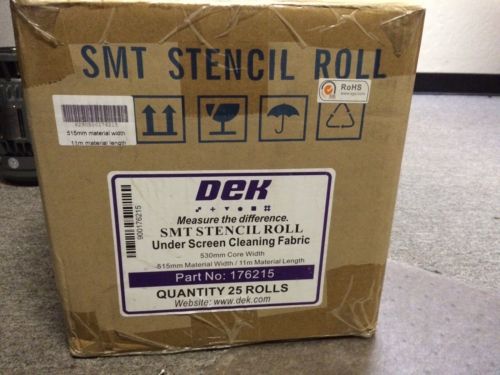 SMT STENCIL ROLL
RoHS
515mm material width
11m material length
DEK
Measure the difference.
SMT STENCIL ROLL
Under Screen Cleaning Fabric
530mm Core Width
515mm Material Width / 11m Material Length
Part No: 176215
QUANTITY 25 ROLLS
Website: www.dek.com
900176215